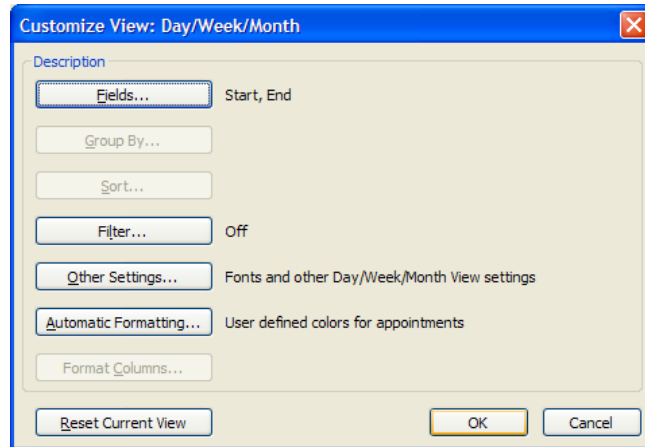 Customize View: Day/Week/Month
Description
Fields... Start, End
Group By...
Sort...
Filter... Off
Other Settings... Fonts and other Day/Week/Month View settings
Automatic Formatting... User defined colors for appointments
Format Columns...
Reset Current View OK Cancel